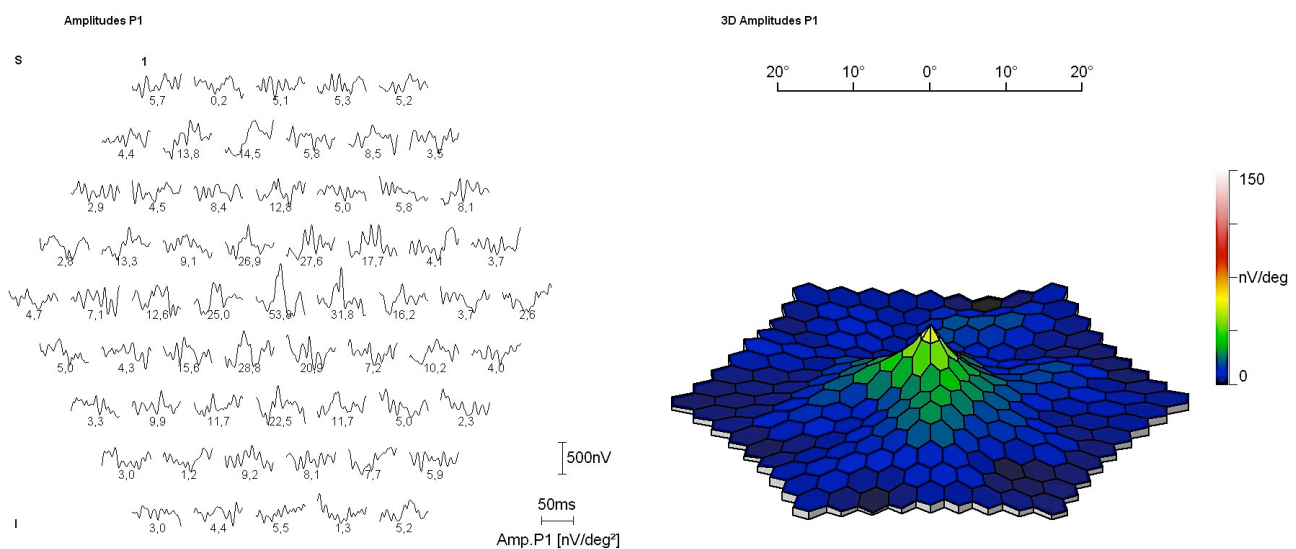 Amplitudes P1
3D Amplitudes P1
S
1
20° 10° 0° 10° 20°
5,7 0,2 5,1 5,3 5,2
4,4 13,8 14,5 5,8 8,5 3,5
2,9 4,5 8,4 12,8 5,0 5,8 8,1
2,8 13,3 9,1 26,9 27,6 17,7 4,1 3,7
4,7 7,1 12,6 25,0 31,8 16,2 3,7 2,6
5,0 4,3 15,6 28,8 20,9 7,2 10,2 4,0
3,3 9,9 11,7 22,5 11,7 5,0 2,3
3,0 1,2 9,2 8,1 7,7 5,9
3,0 4,4 5,5 1,3 5,2
I
500nV
50ms
Amp.P1 [nV/deg²]
150
nV/deg
0